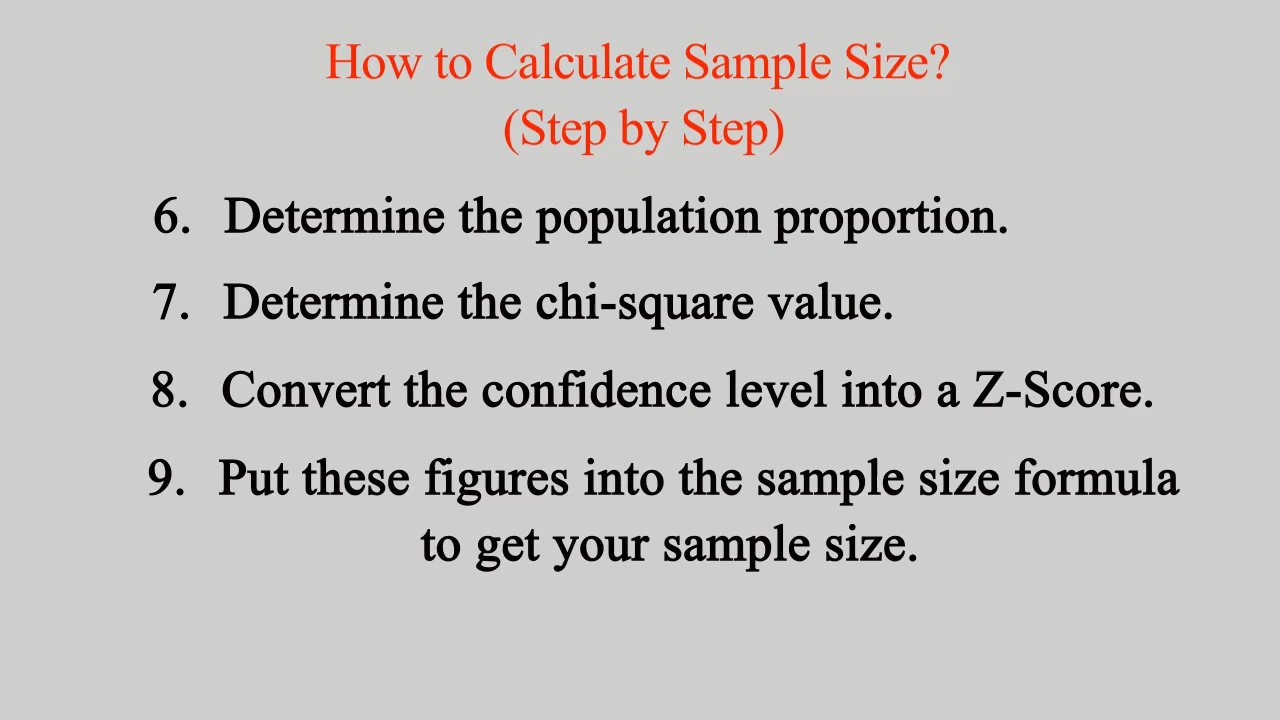 How to Calculate Sample Size?
(Step by Step)
6. Determine the population proportion.
7. Determine the chi-square value.
8. Convert the confidence level into a Z-Score.
9. Put these figures into the sample size formula
to get your sample size.